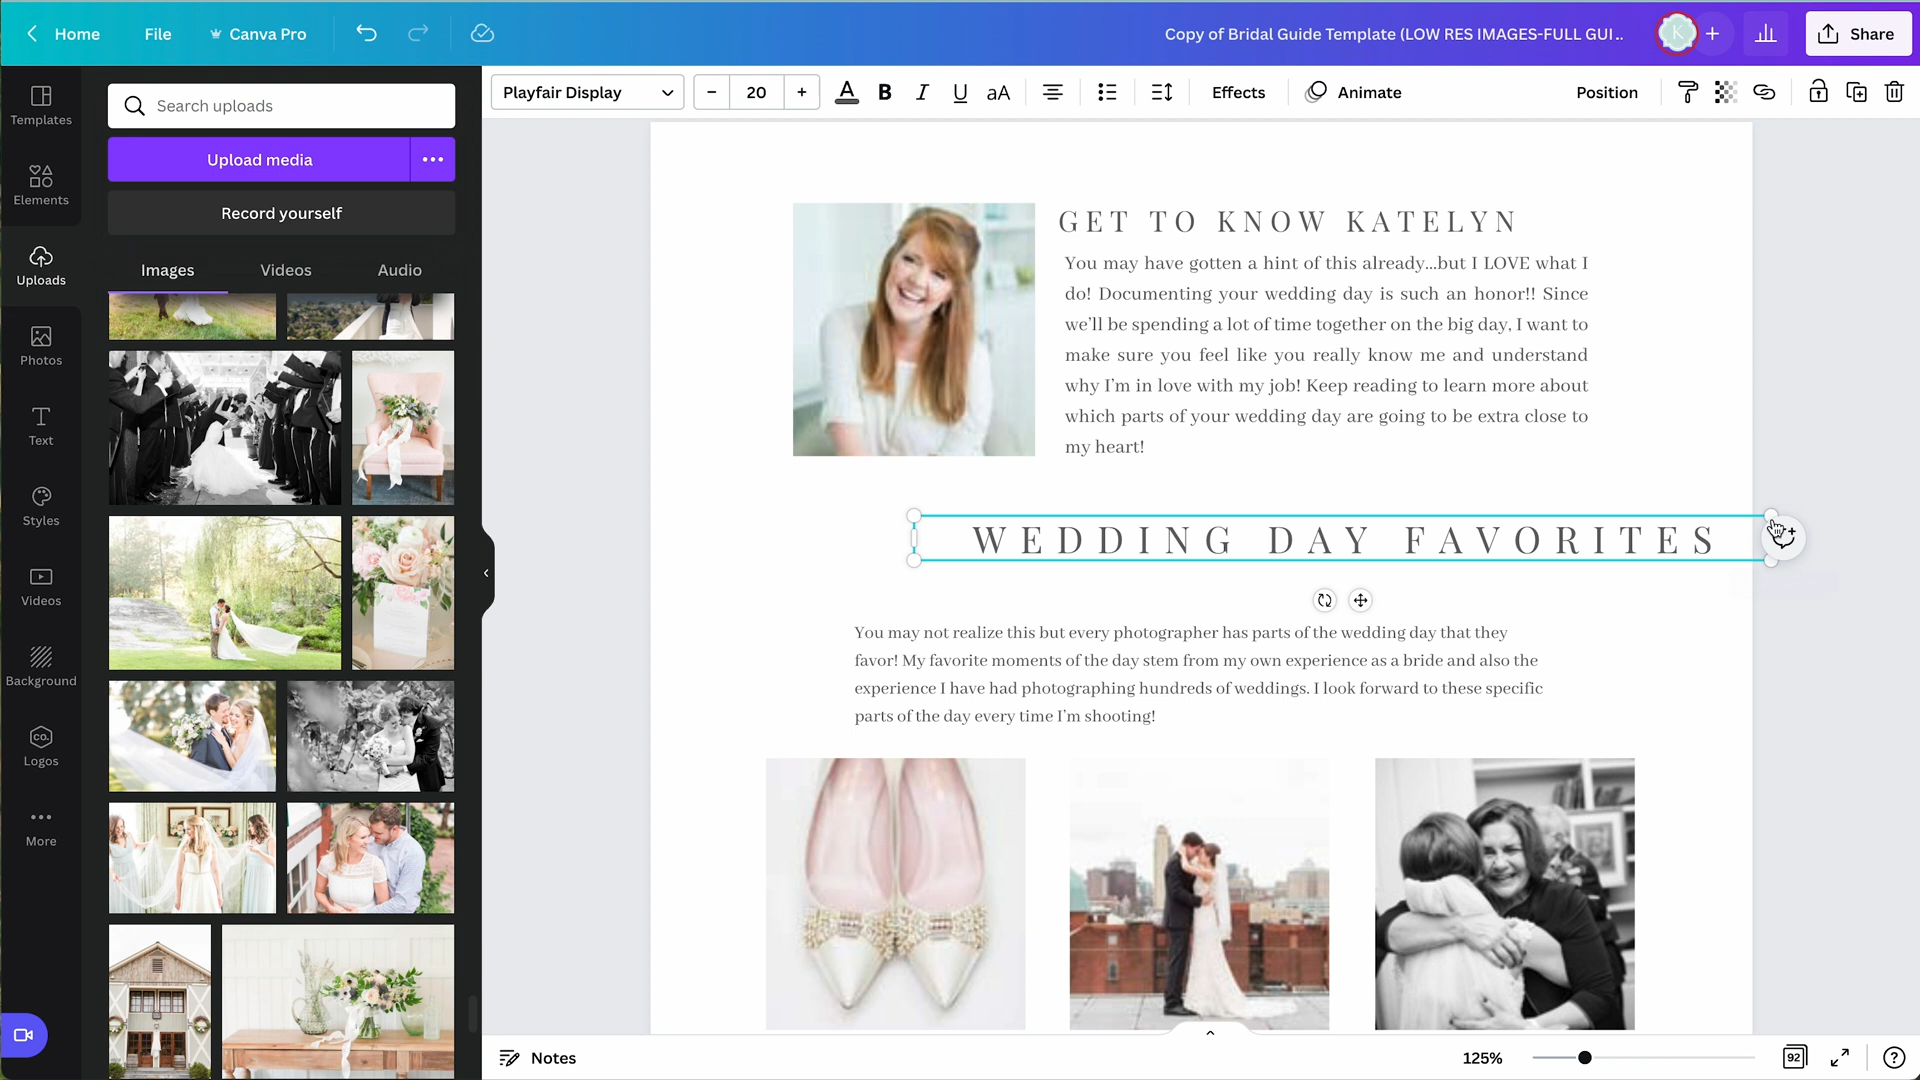 Home
File
Canva Pro
Copy of Bridal Guide Template (LOW RES IMAGES-FULL GUI..
K
Share
Templates
Elements
Uploads
Photos
Text
Styles
Videos
Background
CO.
Logos
More
Search uploads
Upload media
Record yourself
Images
Videos
Audio
Playfair Display
20
A
B
I
U
aA
Effects
Animate
Position
GET TO KNOW KATELYN
You may have gotten a hint of this already...but I LOVE what I
do! Documenting your wedding day is such an honor!! Since
we'll be spending a lot of time together on the big day, I want to
make sure you feel like you really know me and understand
why I'm in love with my job! Keep reading to learn more about
which parts of your wedding day are going to be extra close to
my heart!
WEDDING DAY FAVORITES
You may not realize this but every photographer has parts of the wedding day that they
favor! My favorite moments of the day stem from my own experience as a bride and also the
experience I have had photographing hundreds of weddings. I look forward to these specific
parts of the day every time I'm shooting!
Notes
125%
92